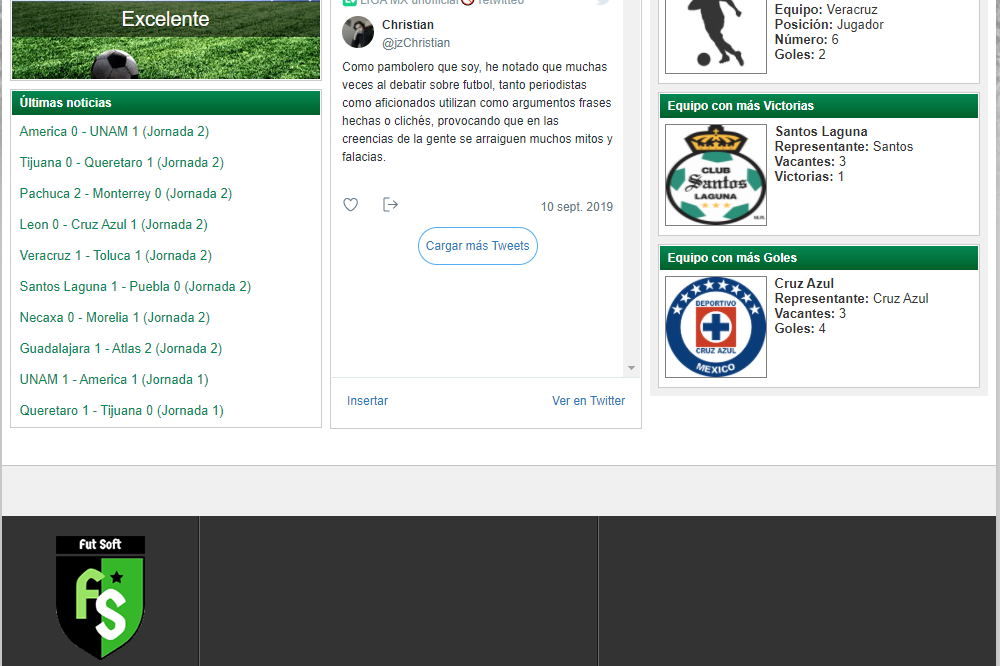 Excelente
Últimas noticias
America 0 - UNAM 1 (Jornada 2)
Tijuana 0 - Queretaro 1 (Jornada 2)
Pachuca 2 - Monterrey 0 (Jornada 2)
Leon 0 - Cruz Azul 1 (Jornada 2)
Veracruz 1 - Toluca 1 (Jornada 2)
Santos Laguna 1 - Puebla 0 (Jornada 2)
Necaxa 0 - Morelia 1 (Jornada 2)
Guadalajara 1 - Atlas 2 (Jornada 2)
UNAM 1 - America 1 (Jornada 1)
Queretaro 1 - Tijuana 0 (Jornada 1)
LIGA MX unofficial retwitteó
Christian
@jzChristian
Como pambolero que soy, he notado que muchas
veces al debatir sobre futbol, tanto periodistas
como aficionados utilizan como argumentos frases
hechas o clichés, provocando que en las
creencias de la gente se arraiguen muchos mitos y
falacias.
10 sept. 2019
Cargar más Tweets
Insertar
Ver en Twitter
Equipo: Veracruz
Posición: Jugador
Número: 6
Goles: 2
Equipo con más Victorias
CLUB
Santos
LAGUNA
Santos Laguna
Representante: Santos
Vacantes: 3
Victorias: 1
Equipo con más Goles
DEPORTIVO
CRUZ AZUL
MEXICO
Cruz Azul
Representante: Cruz Azul
Vacantes: 3
Goles: 4
Fut Soft
fS